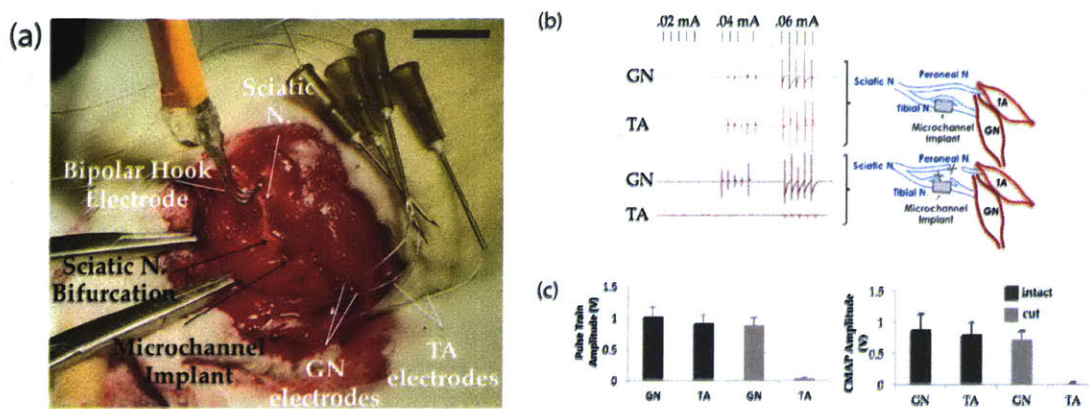 (a)
Sciatic
N.
Bipolar Hook
Electrode
Sciatic N.
Bifurcation
Microchannel
Implant
GN
electrodes
TA
electrodes
(b)
.02 mA .04 mA .06 mA
GN
TA
GN
TA
Sciatic N
Peroneal N
Tibial N.
Microchannel
Implant
TA
GN
Sciatic N
Peroneal N
Tibial N
Microchannel
Implant
TA
GN
(c)
Pulse Train
Amplitude (V)
1.5
1
0.5
0
GN TA GN TA
CMAP Amplitude
(V)
1.5
1
0.5
0
GN TA GN TA
intact
cut